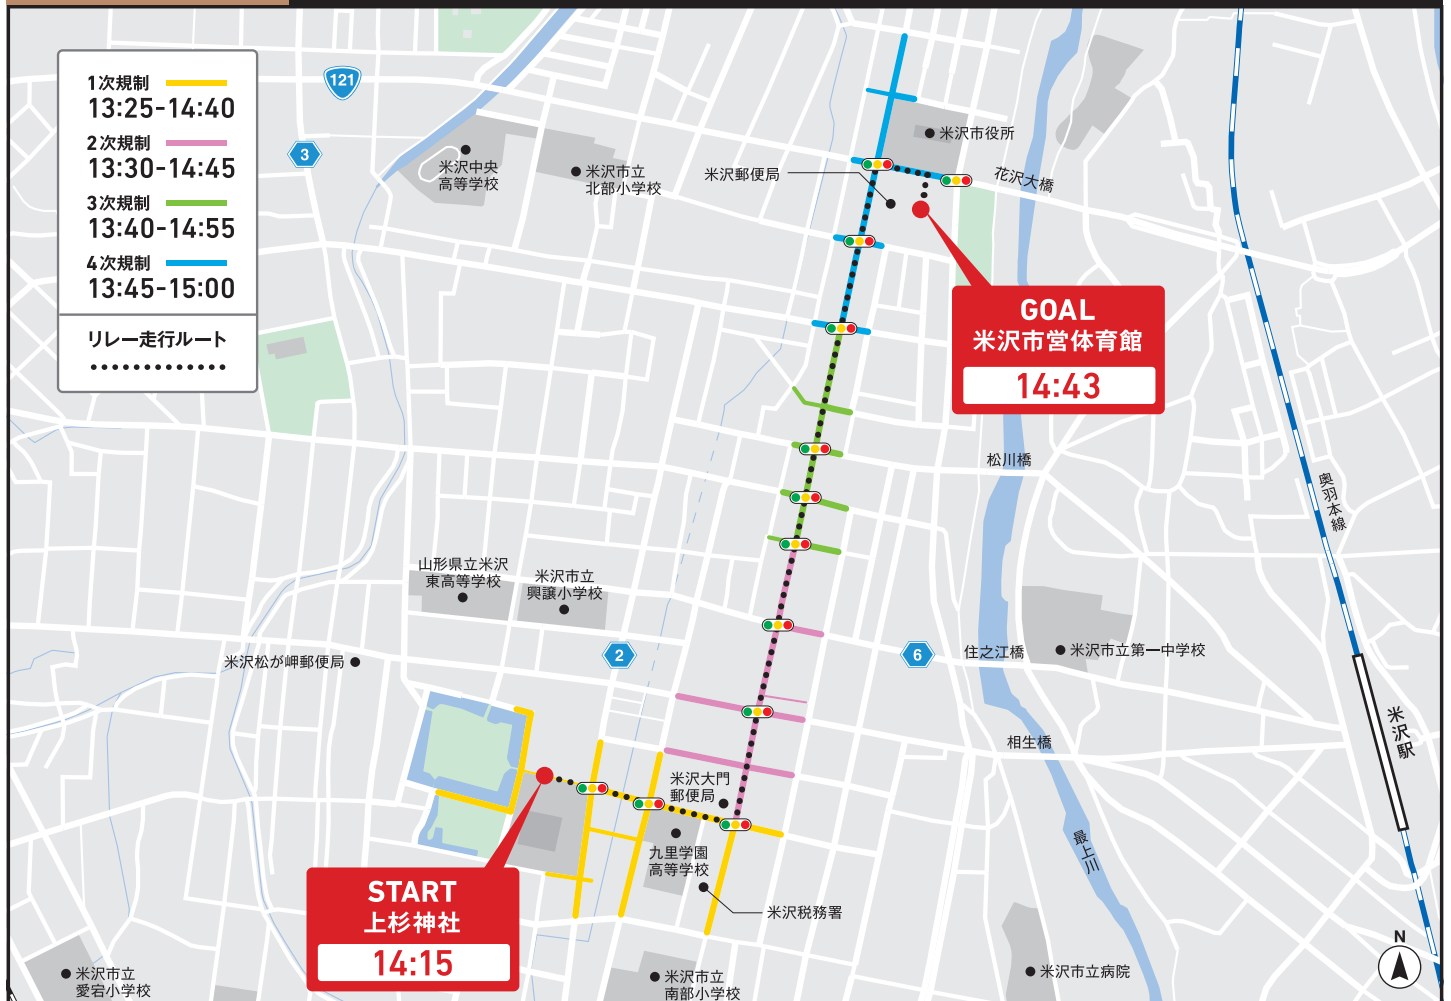 1次規制
13:25-14:40
2次規制
13:30-14:45
3次規制
13:40-14:55
4次規制
13:45-15:00
リレー走行ルート
121
3
米沢中央
高等学校
米沢市立
北部小学校
米沢郵便局
米沢市役所
花沢大橋
GOAL
米沢市営体育館
14:43
松川橋
奥羽本線
山形県立米沢
東高等学校
米沢市立
興譲小学校
米沢松が岬郵便局
2
6
住之江橋
米沢市立第一中学校
相生橋
米沢駅
米沢大門
郵便局
最上川
九里学園
高等学校
START
上杉神社
14:15
米沢税務署
米沢市立
愛宕小学校
米沢市立
南部小学校
米沢市立病院
N